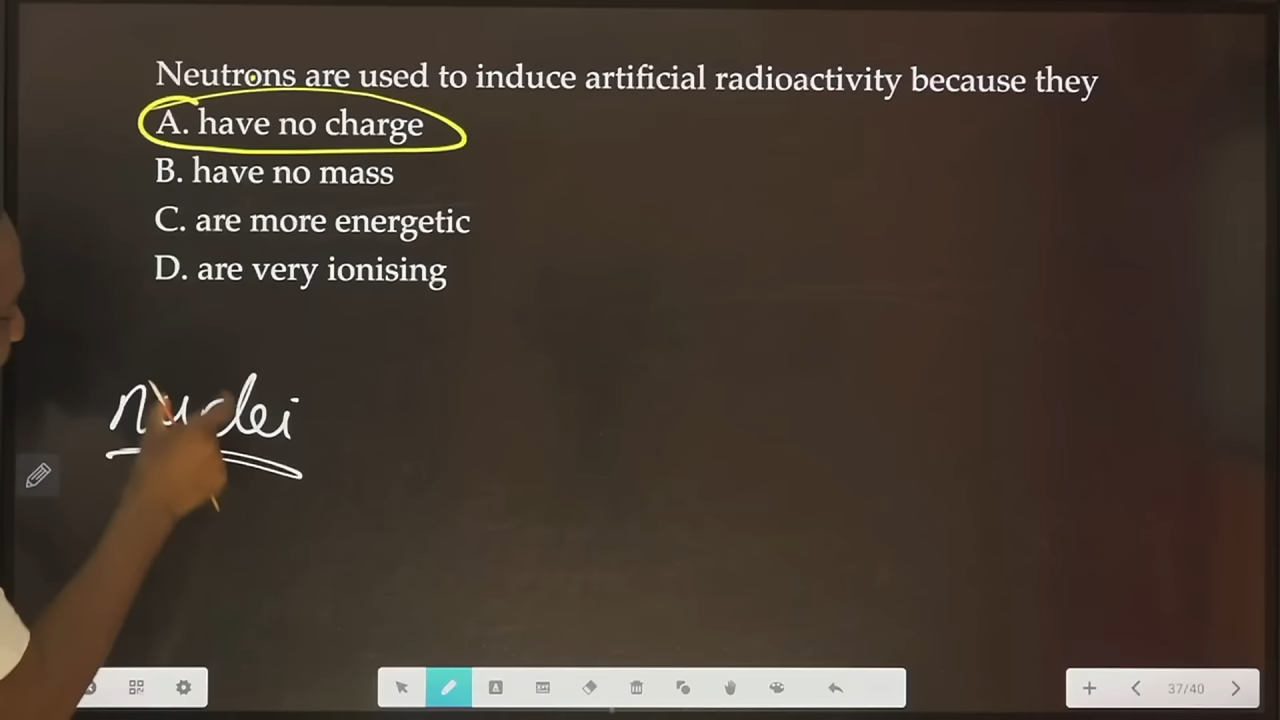 Neutrons are used to induce artificial radioactivity because they
A. have no charge
B. have no mass
C. are more energetic
D. are very ionising
nuclei
37/40